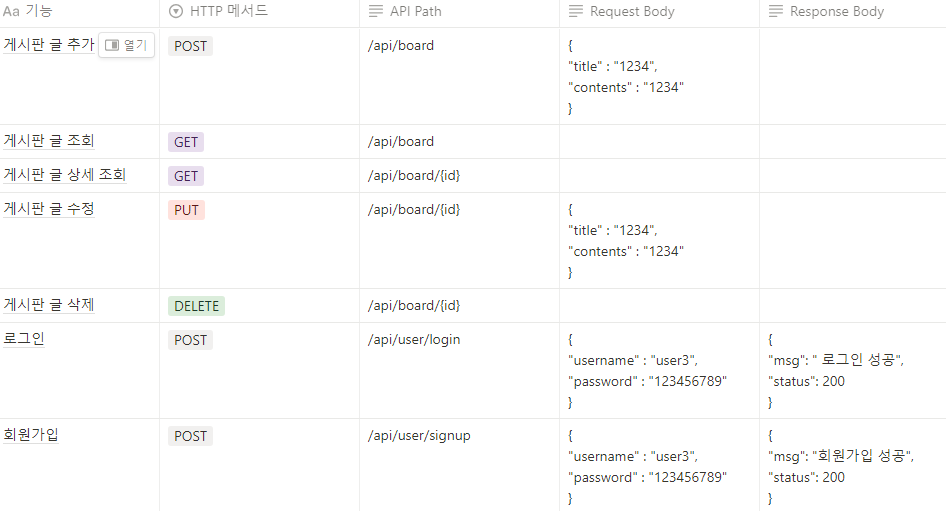 Aa 기능 HTTP 메서드 API Path Request Body Response Body
게시판 글 추가 열기 POST /api/board {
"title" : "1234",
"contents" : "1234"
}
게시판 글 조회 GET /api/board
게시판 글 상세 조회 GET /api/board/{id}
게시판 글 수정 PUT /api/board/{id} {
"title" : "1234",
"contents" : "1234"
}
게시판 글 삭제 DELETE /api/board/{id}
로그인 POST /api/user/login { {
"username" : "user3", "msg": " 로그인 성공",
"password" : "123456789" "status": 200
} }
회원가입 POST /api/user/signup { {
"username" : "user3", "msg": "회원가입 성공",
"password" : "123456789" "status": 200
} }